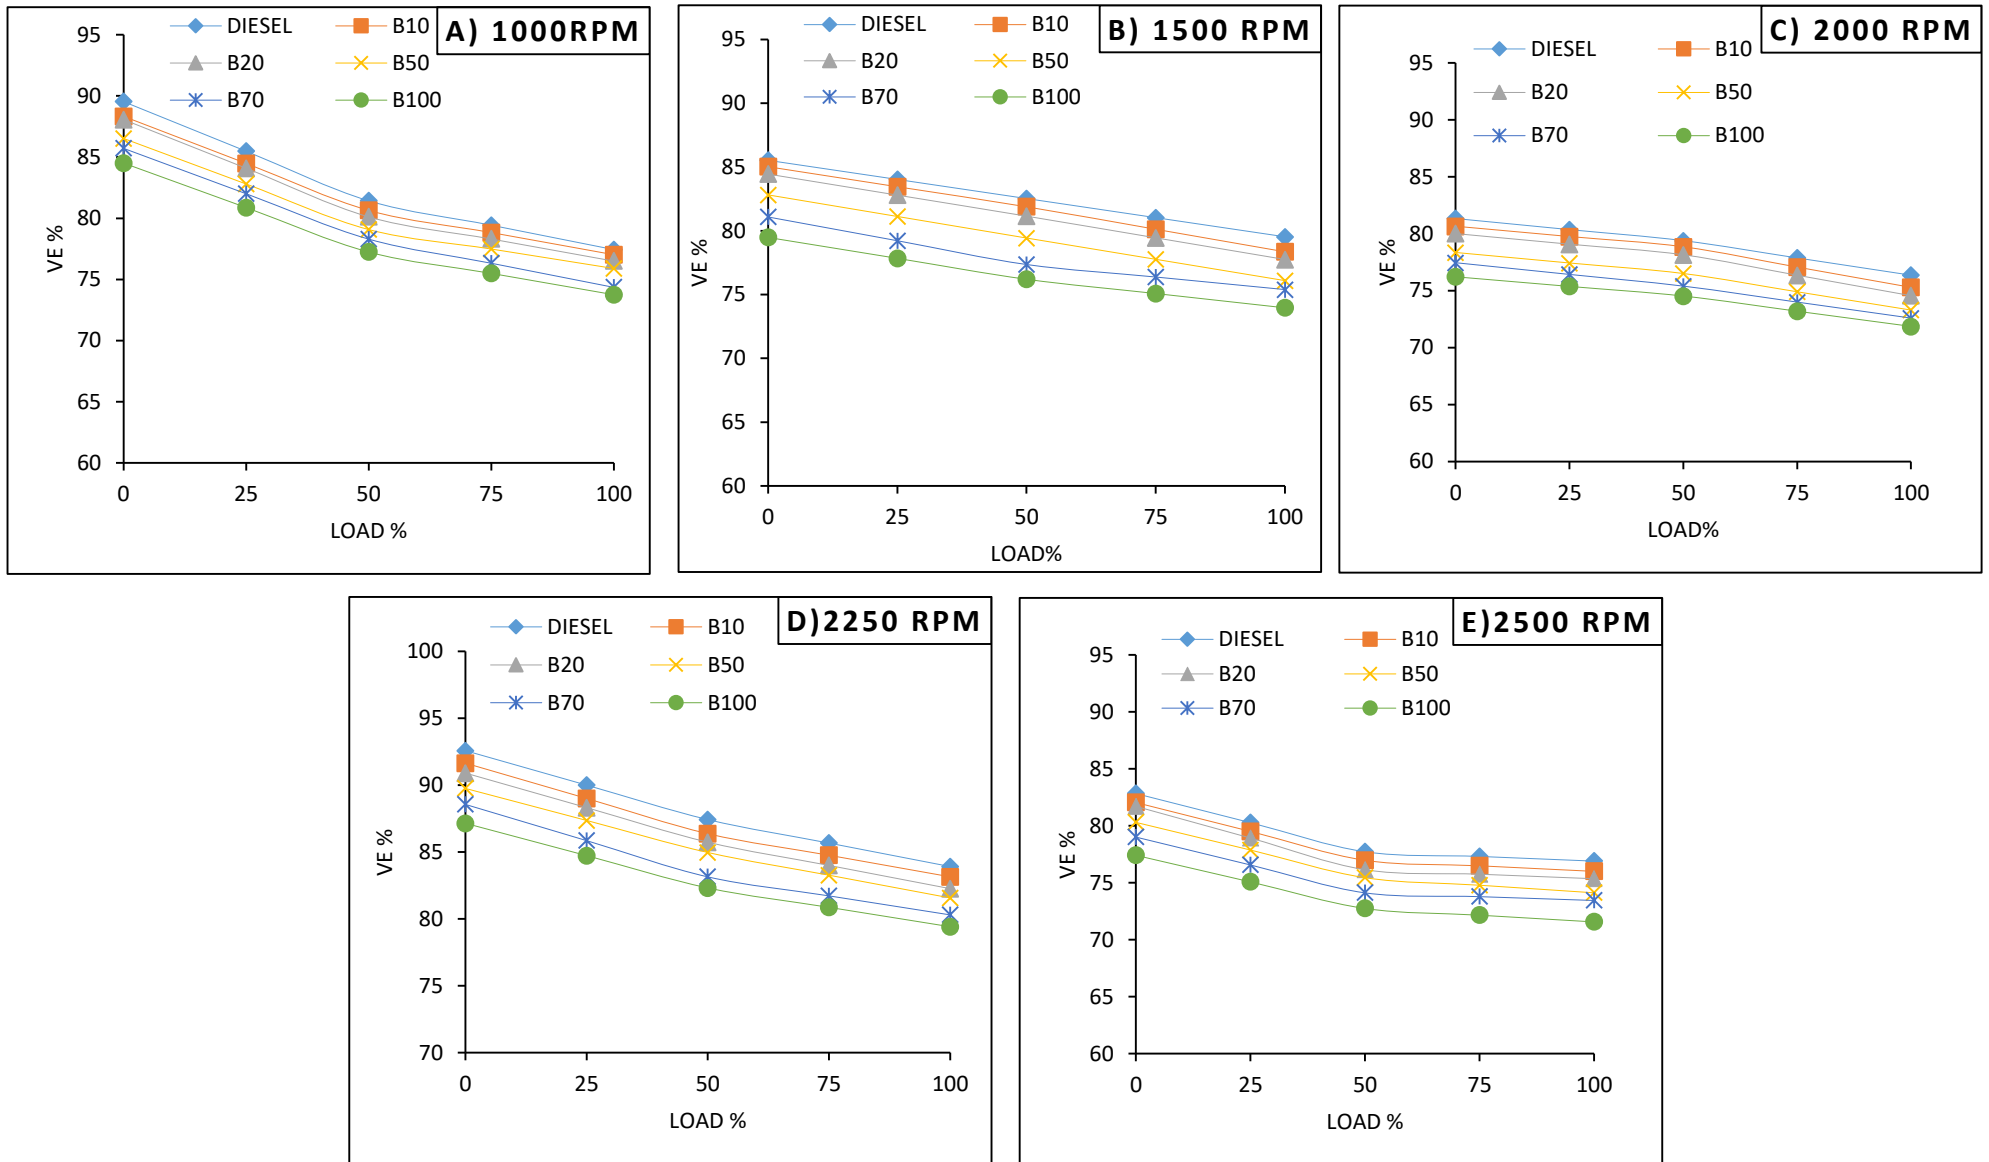 A) 1000RPM
DIESEL B10
B20 B50
B70 B100
95
90
85
80
75
70
65
60
VE %
0 25 50 75 100
LOAD %
B) 1500 RPM
DIESEL B10
B20 B50
B70 B100
95
90
85
80
75
70
65
60
VE %
0 25 50 75 100
LOAD%
C) 2000 RPM
DIESEL B10
B20 B50
B70 B100
95
90
85
80
75
70
65
60
VE %
0 25 50 75 100
LOAD%
D)2250 RPM
DIESEL B10
B20 B50
B70 B100
100
95
90
85
80
75
70
VE %
0 25 50 75 100
LOAD %
E)2500 RPM
DIESEL B10
B20 B50
B70 B100
95
90
85
80
75
70
65
60
VE %
0 25 50 75 100
LOAD %